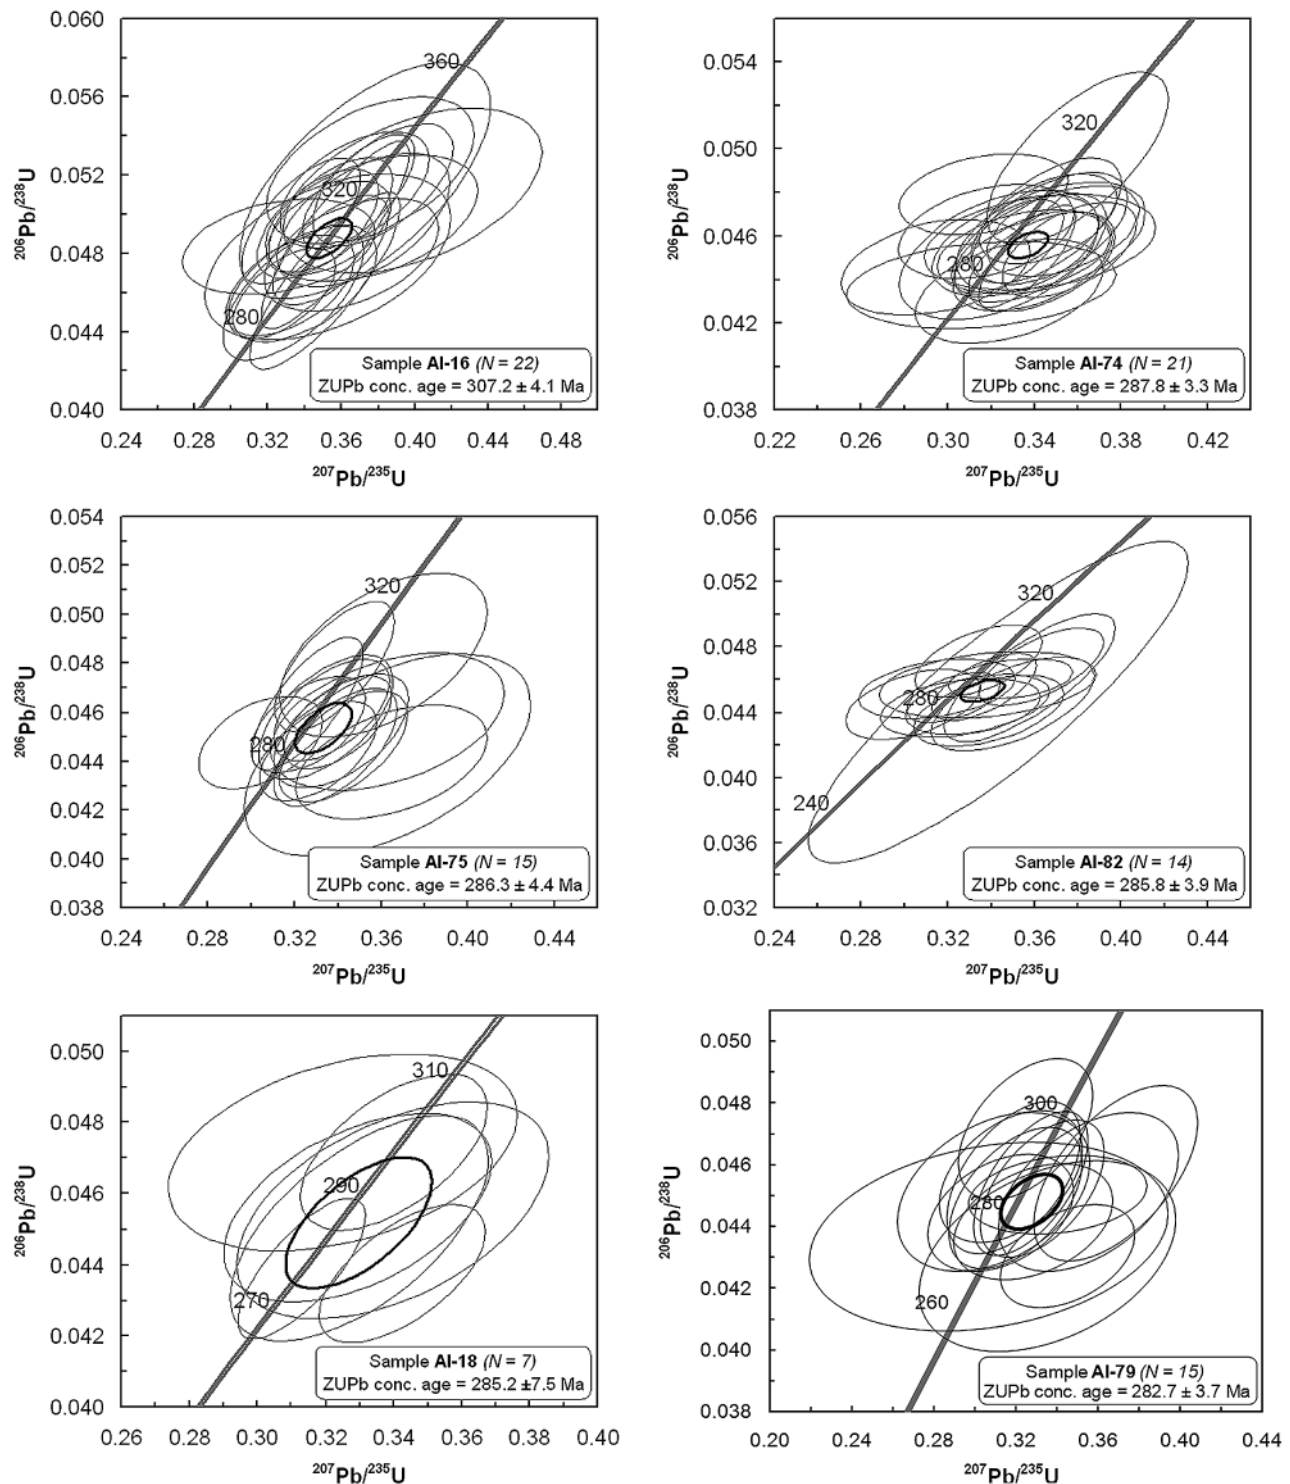 0.060
0.056
0.052
0.048
0.044
0.040
206Pb/238U
360
320
280
Sample AI-16 (N = 22)
ZUPb conc. age = 307.2 ± 4.1 Ma
0.24 0.28 0.32 0.36 0.40 0.44 0.48
207Pb/235U
0.054
0.050
0.046
0.042
0.038
206Pb/238U
320
280
Sample AI-74 (N = 21)
ZUPb conc. age = 287.8 ± 3.3 Ma
0.22 0.26 0.30 0.34 0.38 0.42
207Pb/235U
0.054
0.052
0.050
0.048
0.046
0.044
0.042
0.040
0.038
206Pb/238U
320
280
Sample AI-75 (N = 15)
ZUPb conc. age = 286.3 ± 4.4 Ma
0.24 0.28 0.32 0.36 0.40 0.44
207Pb/235U
0.056
0.052
0.048
0.044
0.040
0.036
0.032
206Pb/238U
320
280
240
Sample AI-82 (N = 14)
ZUPb conc. age = 285.8 ± 3.9 Ma
0.24 0.28 0.32 0.36 0.40 0.44
207Pb/235U
0.050
0.048
0.046
0.044
0.042
0.040
206Pb/238U
310
290
270
Sample AI-18 (N = 7)
ZUPb conc. age = 285.2 ±7.5 Ma
0.26 0.28 0.30 0.32 0.34 0.36 0.38 0.40
207Pb/235U
0.050
0.048
0.046
0.044
0.042
0.040
0.038
206Pb/238U
300
280
260
Sample AI-79 (N = 15)
ZUPb conc. age = 282.7 ± 3.7 Ma
0.20 0.24 0.28 0.32 0.36 0.40 0.44
207Pb/235U